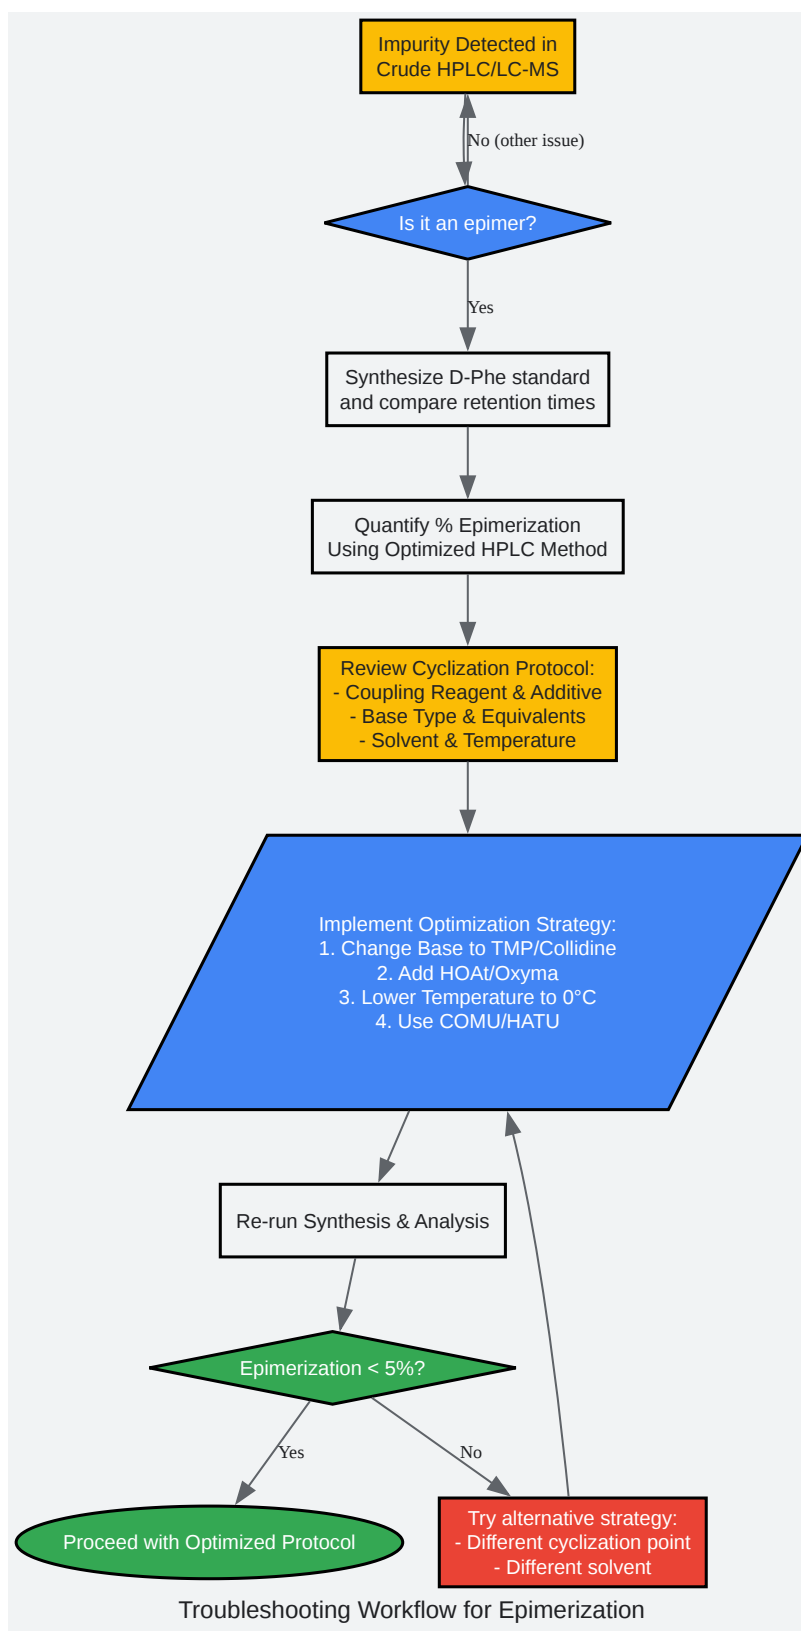 Impurity Detected in
Crude HPLC/LC-MS
No (other issue)
Is it an epimer?
Yes
Synthesize D-Phe standard
and compare retention times
Quantify % Epimerization
Using Optimized HPLC Method
Review Cyclization Protocol:
- Coupling Reagent & Additive
- Base Type & Equivalents
- Solvent & Temperature
Implement Optimization Strategy:
1. Change Base to TMP/Collidine
2. Add HOAt/Oxyma
3. Lower Temperature to 0°C
4. Use COMU/HATU
Re-run Synthesis & Analysis
Epimerization < 5%?
Yes
No
Proceed with Optimized Protocol
Try alternative strategy:
- Different cyclization point
- Different solvent
Troubleshooting Workflow for Epimerization